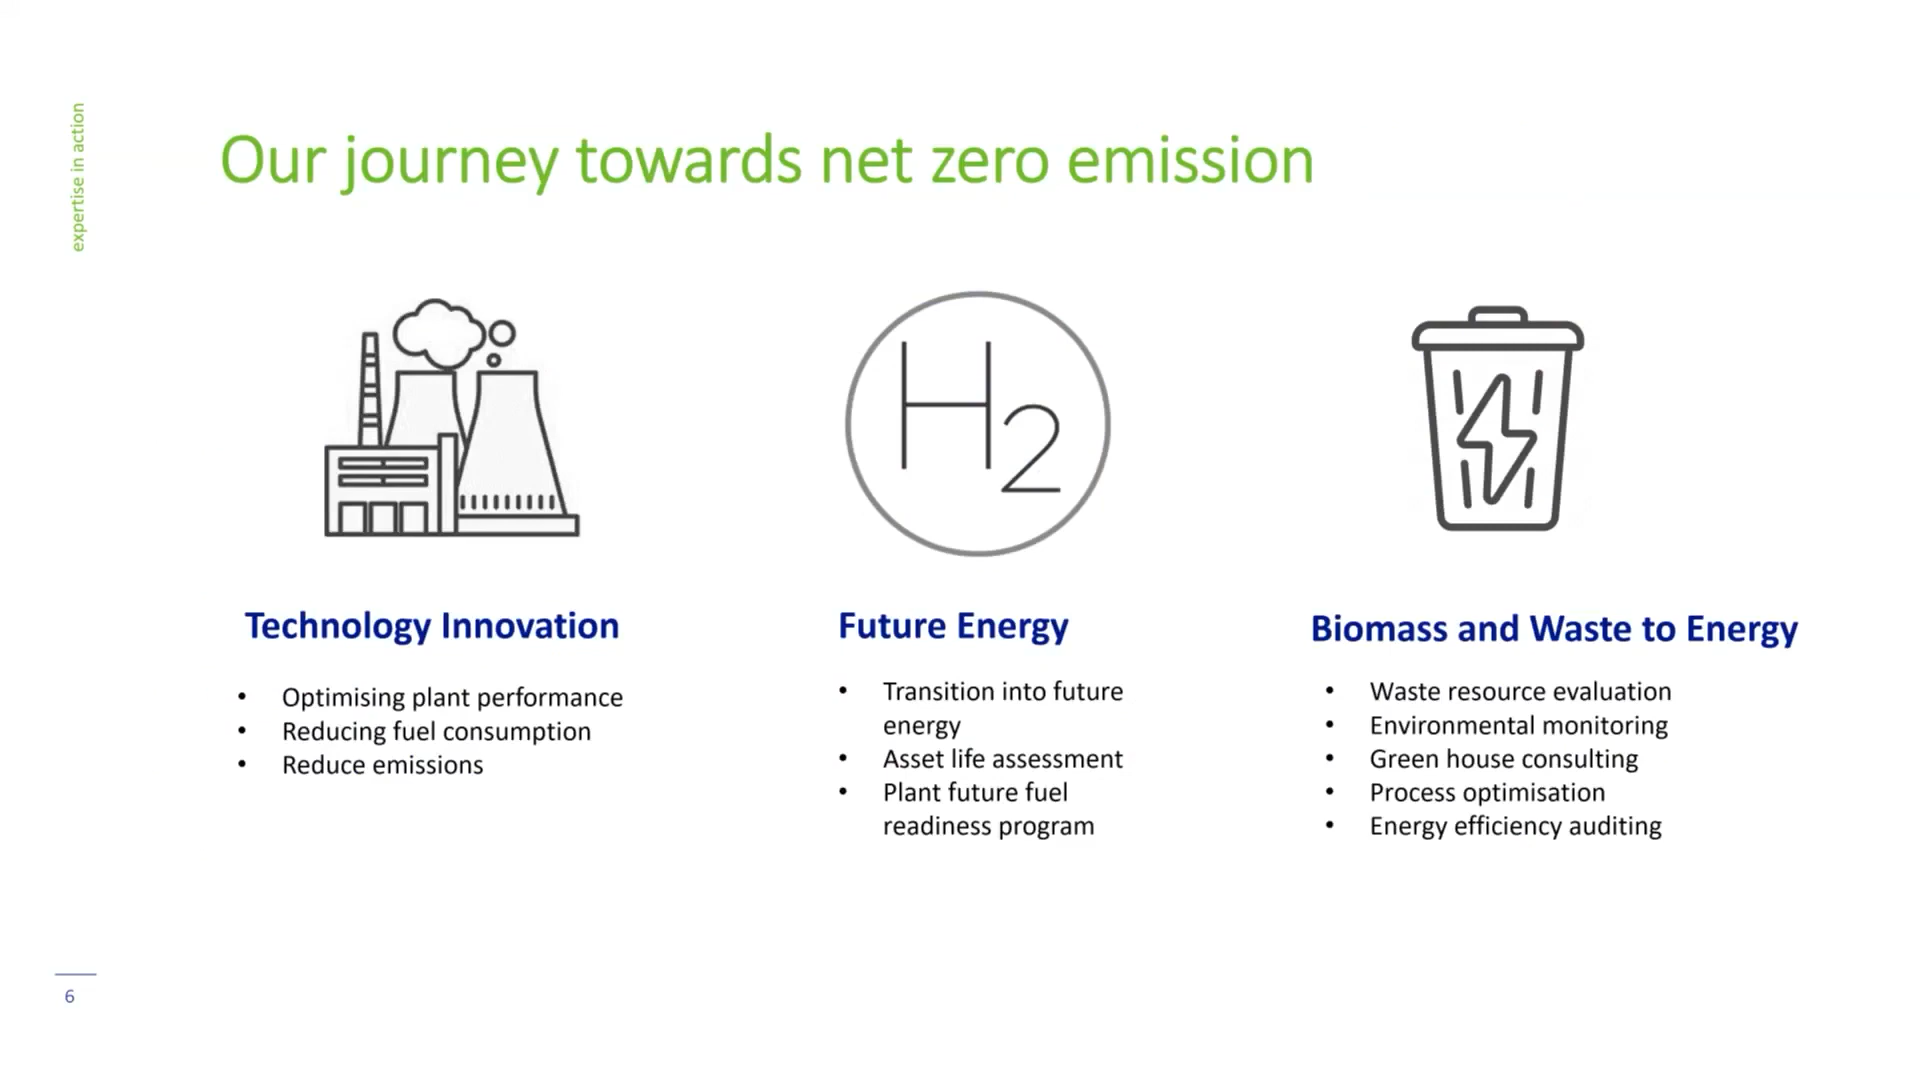 expertise in action
Our journey towards net zero emission
H2
Technology Innovation
• Optimising plant performance
• Reducing fuel consumption
• Reduce emissions
Future Energy
• Transition into future
energy
• Asset life assessment
• Plant future fuel
readiness program
Biomass and Waste to Energy
• Waste resource evaluation
• Environmental monitoring
• Green house consulting
• Process optimisation
• Energy efficiency auditing
6